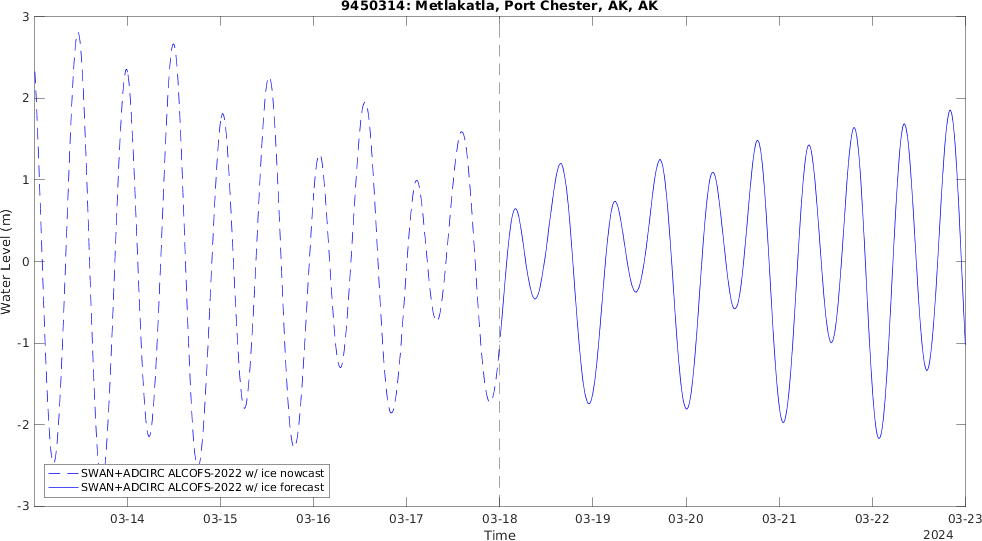 9450314: Metlakatla, Port Chester, AK, AK
3
2
1
0
-1
-2
-3
Water Level (m)
SWAN+ADCIRC ALCOFS-2022 w/ ice nowcast
SWAN+ADCIRC ALCOFS-2022 w/ ice forecast
03-14 03-15 03-16 03-17 03-18 03-19 03-20 03-21 03-22 03-23
Time
2024